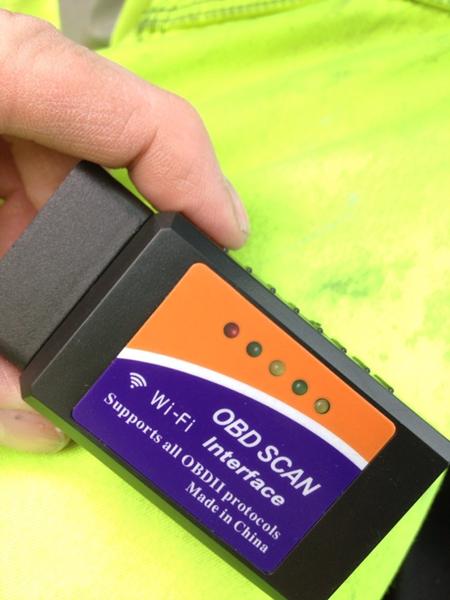 Wi-Fi
OBD SCAN
Interface
Supports all OBDII protocols
Made in China